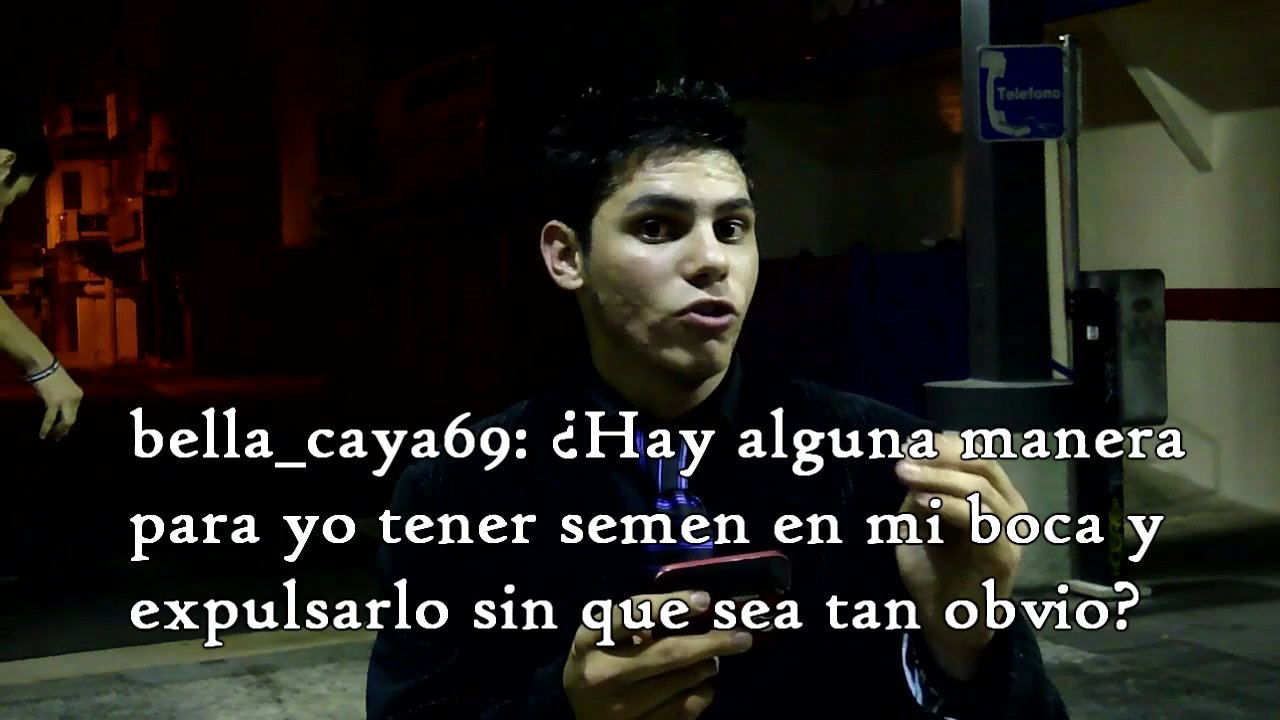 Telefono
bella_caya69: ¿Hay alguna manera
para yo tener semen en mi boca y
expulsarlo sin que sea tan obvio?